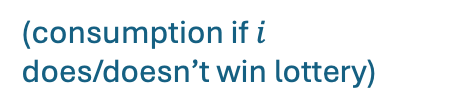 (consumption if i
does/doesn’t win lottery)